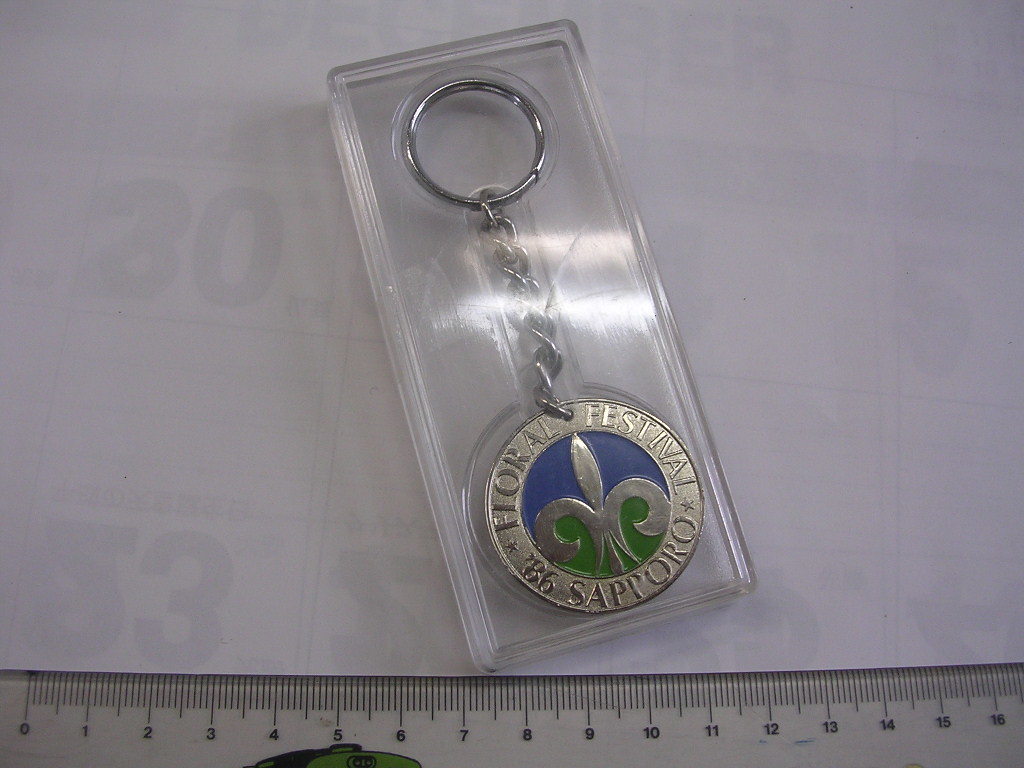 FLORAL FESTIVAL
'86 SAPPORO
0 1 2 3 4 5 6 7 8 9 10 11 12 13 14 15 16